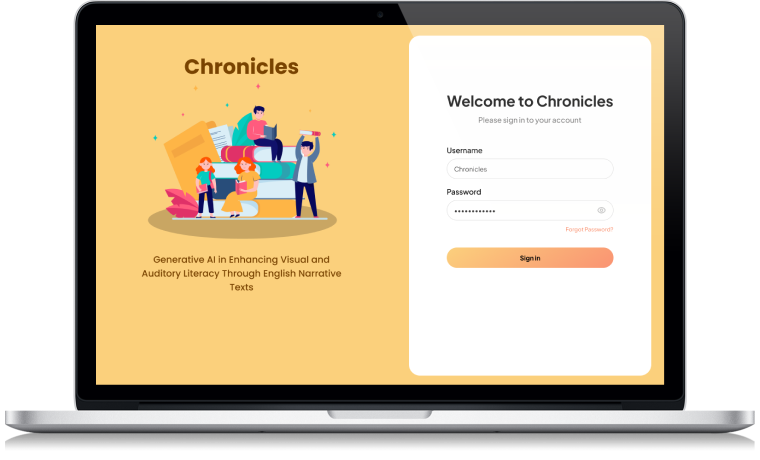 Chronicles
Generative AI in Enhancing Visual and
Auditory Literacy Through English Narrative
Texts
Welcome to Chronicles
Please sign in to your account
Username
Chronicles
Password
••••••••••••
Forgot Password?
Sign in